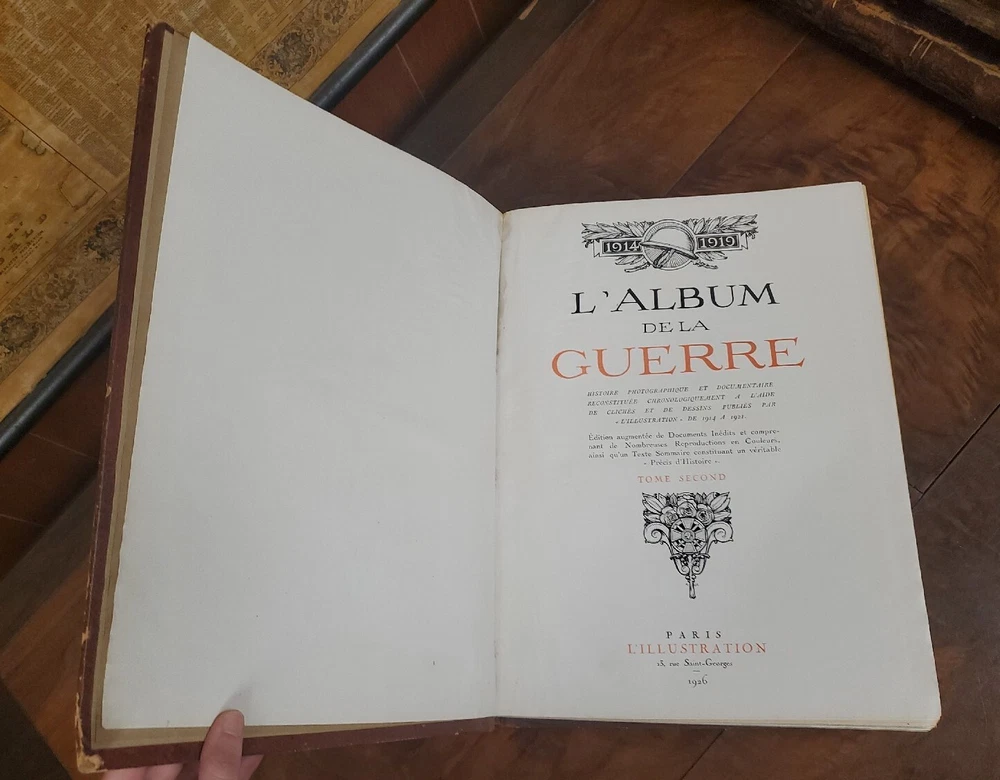 1914 1919
L'ALBUM
DE LA
GUERRE
HISTOIRE PHOTOGRAPHIQUE ET DOCUMENTAIRE
RECONSTITUÉE CHRONOLOGIQUEMENT A L'AIDE
DE CLICHÉS ET DE DESSINS PUBLIÉS PAR
« L'ILLUSTRATION » DE 1914 A 1921.
Édition augmentée de Documents Inédits et compre-
nant de Nombreuses Reproductions en Couleurs,
ainsi qu'un Texte Sommaire constituant un véritable
« Précis d'Histoire ».
TOME SECOND
PARIS
L'ILLUSTRATION
13, rue Saint-Georges
1926